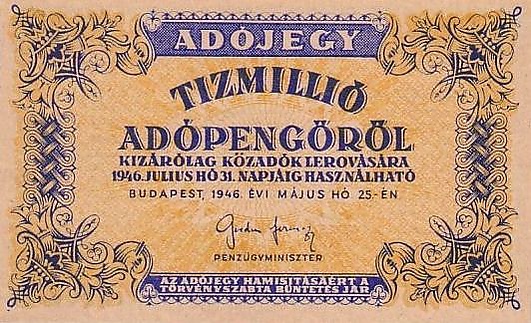 ADÓJEGY
TIZMILLIÓ
ADÓPENGŐRŐL
KIZÁRÓLAG KÖZADÓK LEROVÁSÁRA
1946. JULIUS HÓ 31. NAPJÁIG HASZNÁLHATÓ
BUDAPEST, 1946. ÉVI MÁJUS HÓ 25-ÉN
PÉNZÜGYMINISZTER
AZ ADÓJEGY HAMISITÁSÁÉRT A
TÖRVÉNYSZABTA BÜNTETÉS JÁR